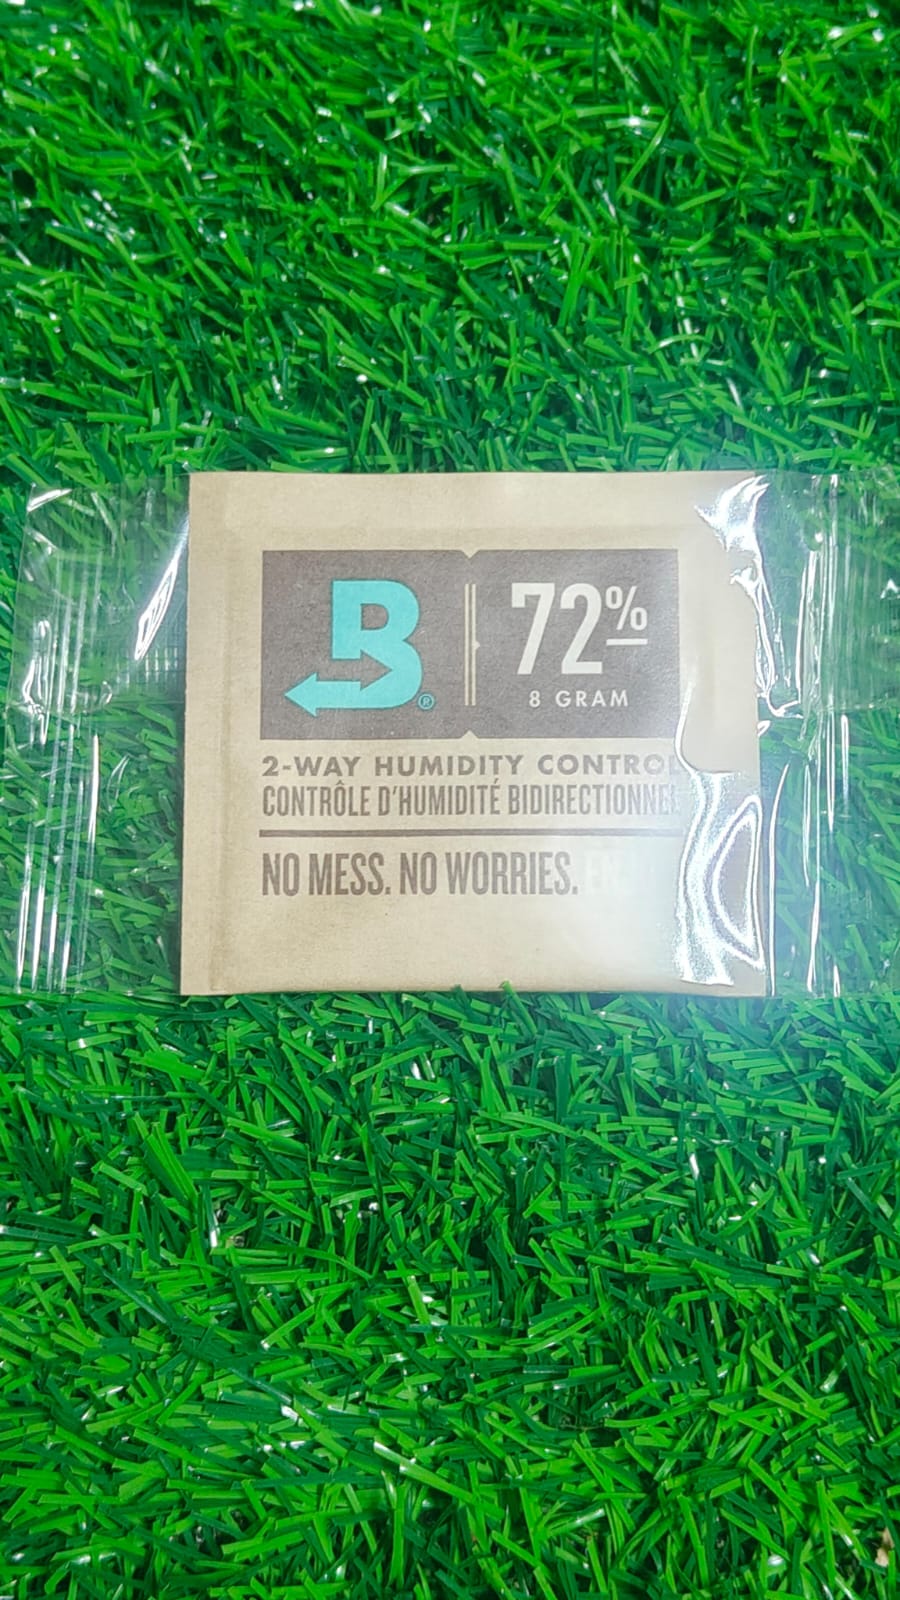 B®
72%
8 GRAM
2-WAY HUMIDITY CONTROL
CONTRÔLE D'HUMIDITÉ BIDIRECTIONNEL
NO MESS. NO WORRIES.